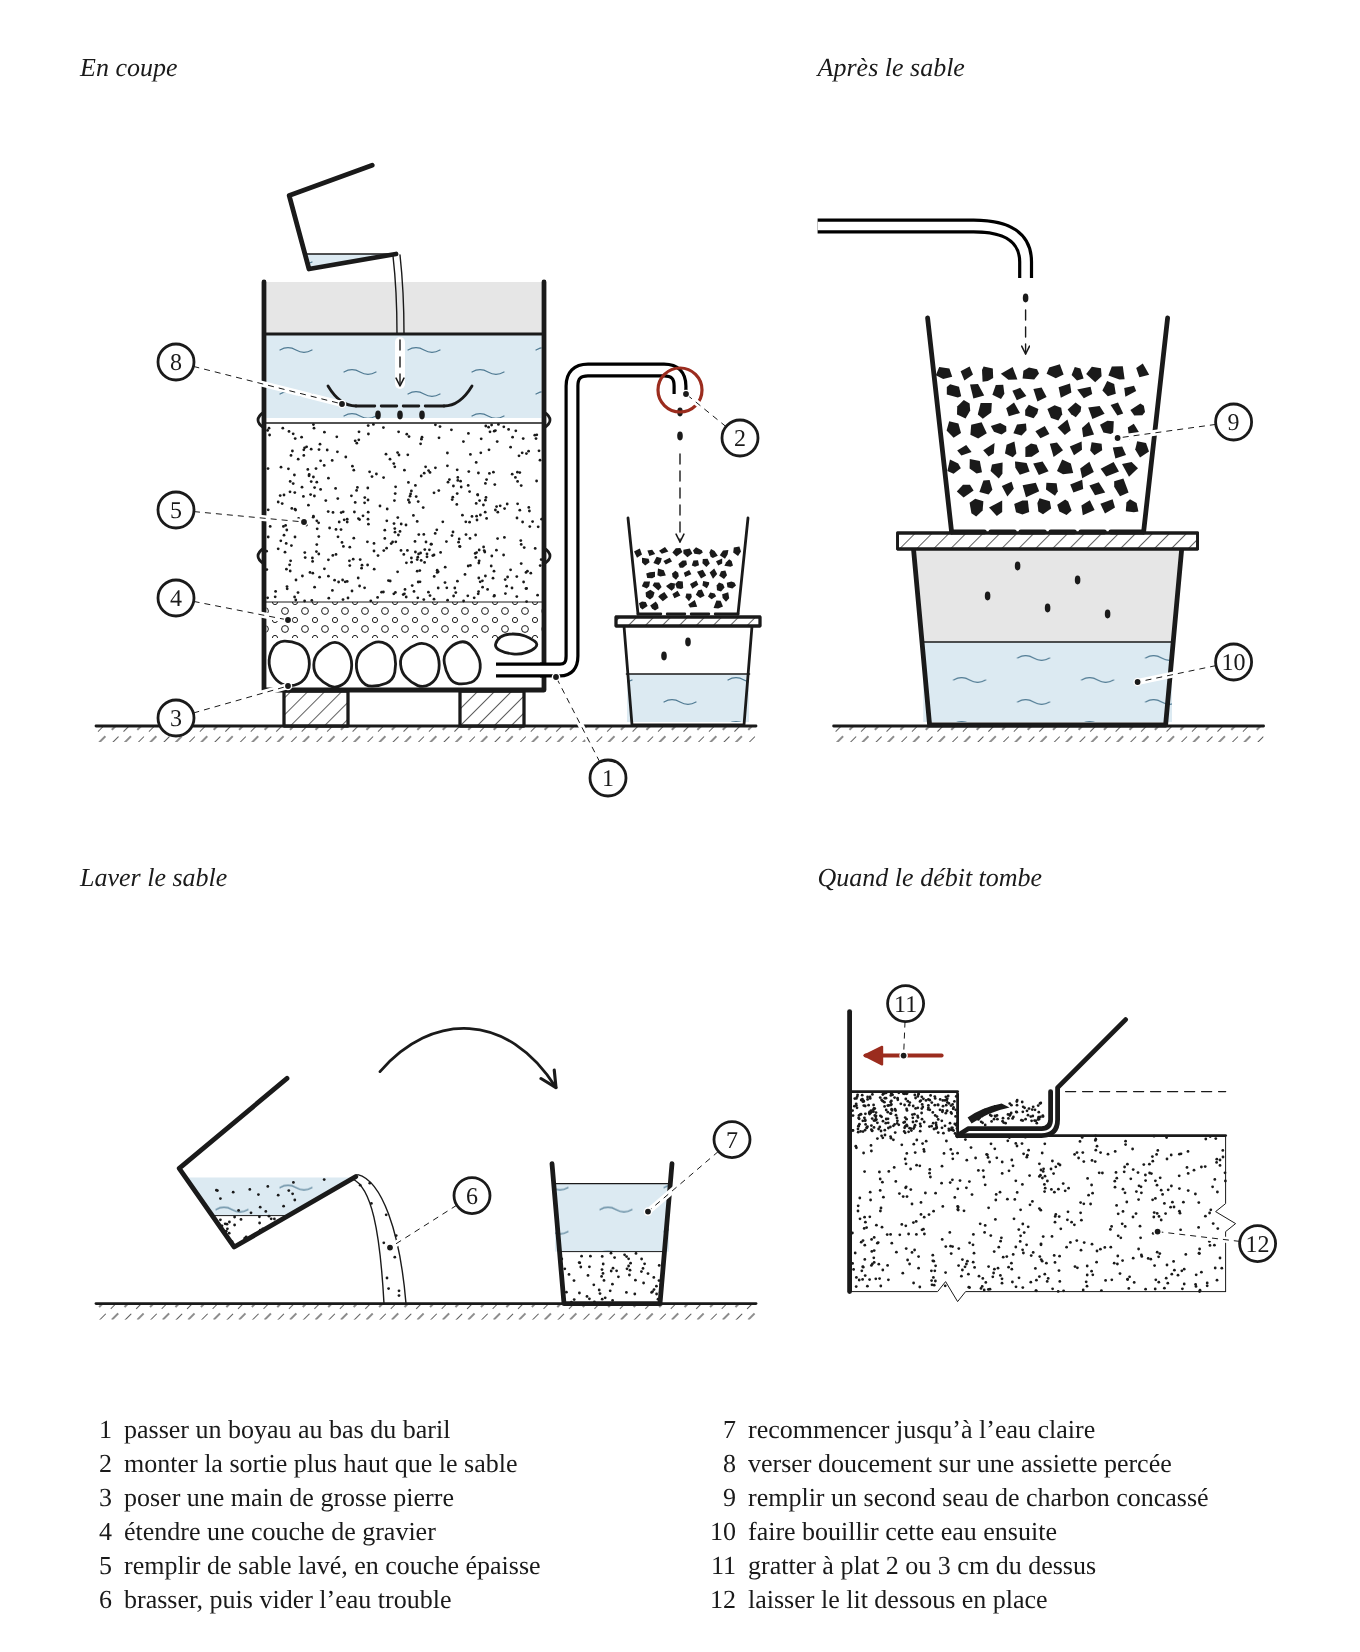 En coupe
Après le sable
8
2
9
5
4
10
3
1
Laver le sable
Quand le débit tombe
11
7
6
12
1 passer un boyau au bas du baril
2 monter la sortie plus haut que le sable
3 poser une main de grosse pierre
4 étendre une couche de gravier
5 remplir de sable lavé, en couche épaisse
6 brasser, puis vider l’eau trouble
7 recommencer jusqu’à l’eau claire
8 verser doucement sur une assiette percée
9 remplir un second seau de charbon concassé
10 faire bouillir cette eau ensuite
11 gratter à plat 2 ou 3 cm du dessus
12 laisser le lit dessous en place